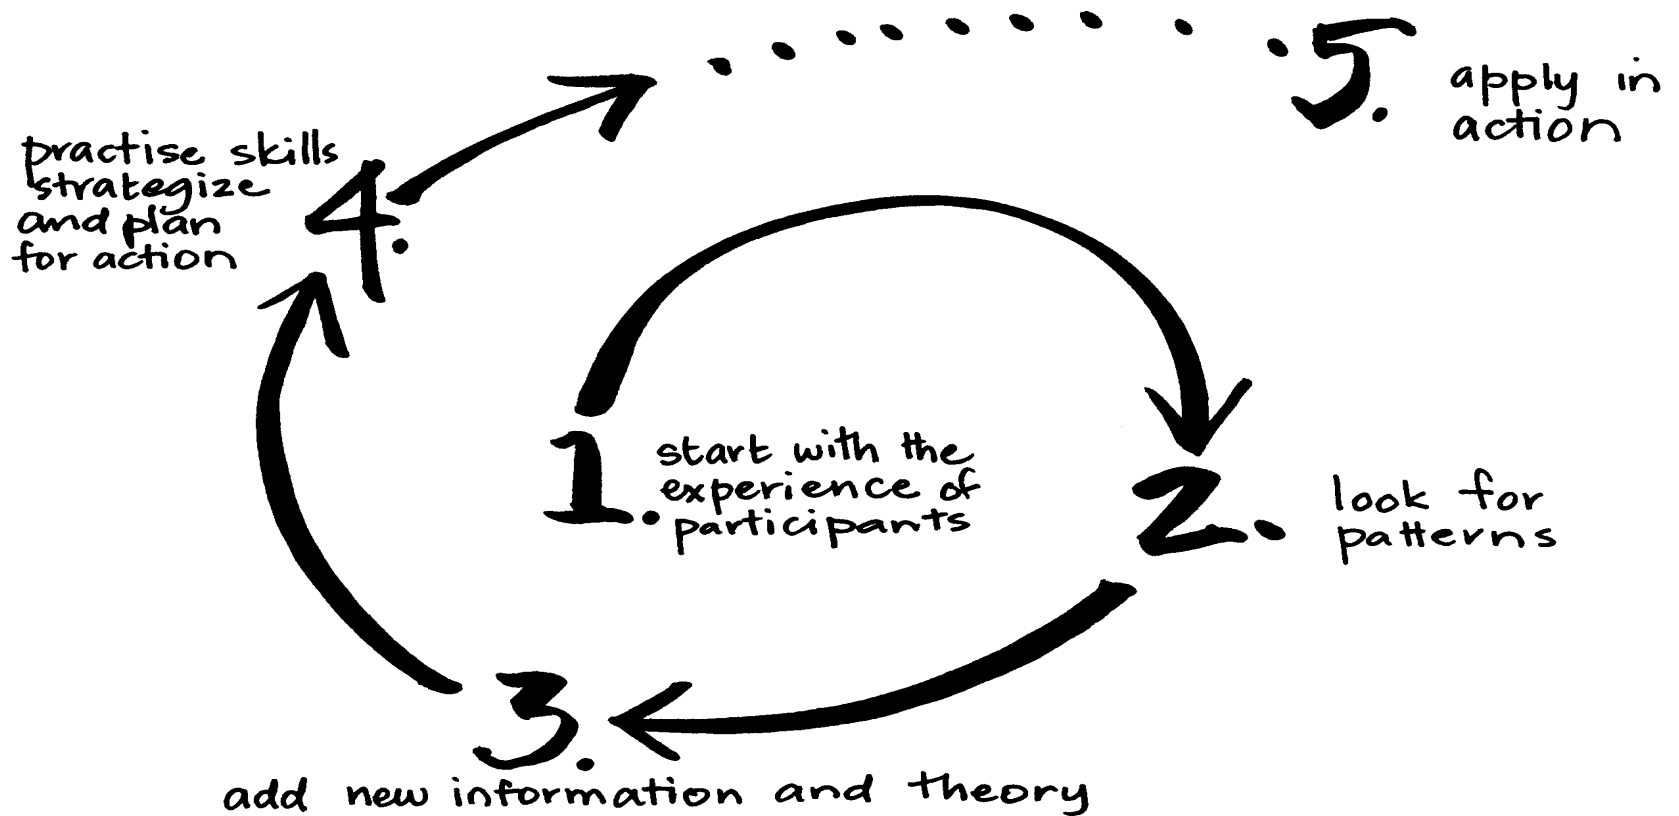 1. start with the
experience of
participants
2. look for
patterns
3.
add new information and theory
4. practise skills
strategize
and plan
for action
5. apply in
action